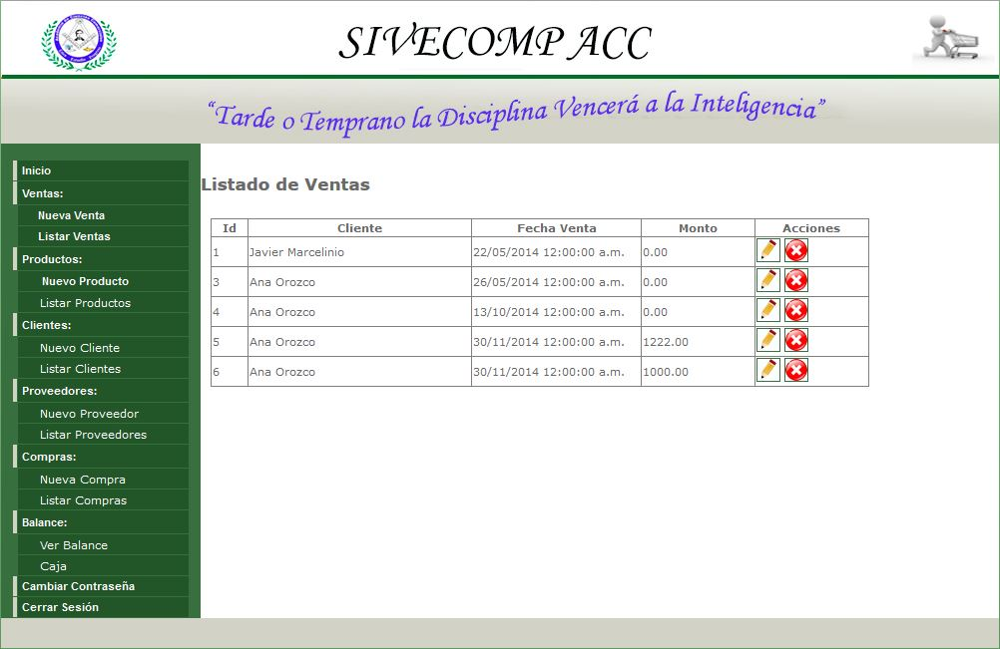 SIVECOMP ACC
“Tarde o Temprano la Disciplina Vencerá a la Inteligencia”
Inicio
Ventas:
Nueva Venta
Listar Ventas
Productos:
Nuevo Producto
Listar Productos
Clientes:
Nuevo Cliente
Listar Clientes
Proveedores:
Nuevo Proveedor
Listar Proveedores
Compras:
Nueva Compra
Listar Compras
Balance:
Ver Balance
Caja
Cambiar Contraseña
Cerrar Sesión
Listado de Ventas
Id Cliente Fecha Venta Monto Acciones
1 Javier Marcelinio 22/05/2014 12:00:00 a.m. 0.00
3 Ana Orozco 26/05/2014 12:00:00 a.m. 0.00
4 Ana Orozco 13/10/2014 12:00:00 a.m. 0.00
5 Ana Orozco 30/11/2014 12:00:00 a.m. 1222.00
6 Ana Orozco 30/11/2014 12:00:00 a.m. 1000.00